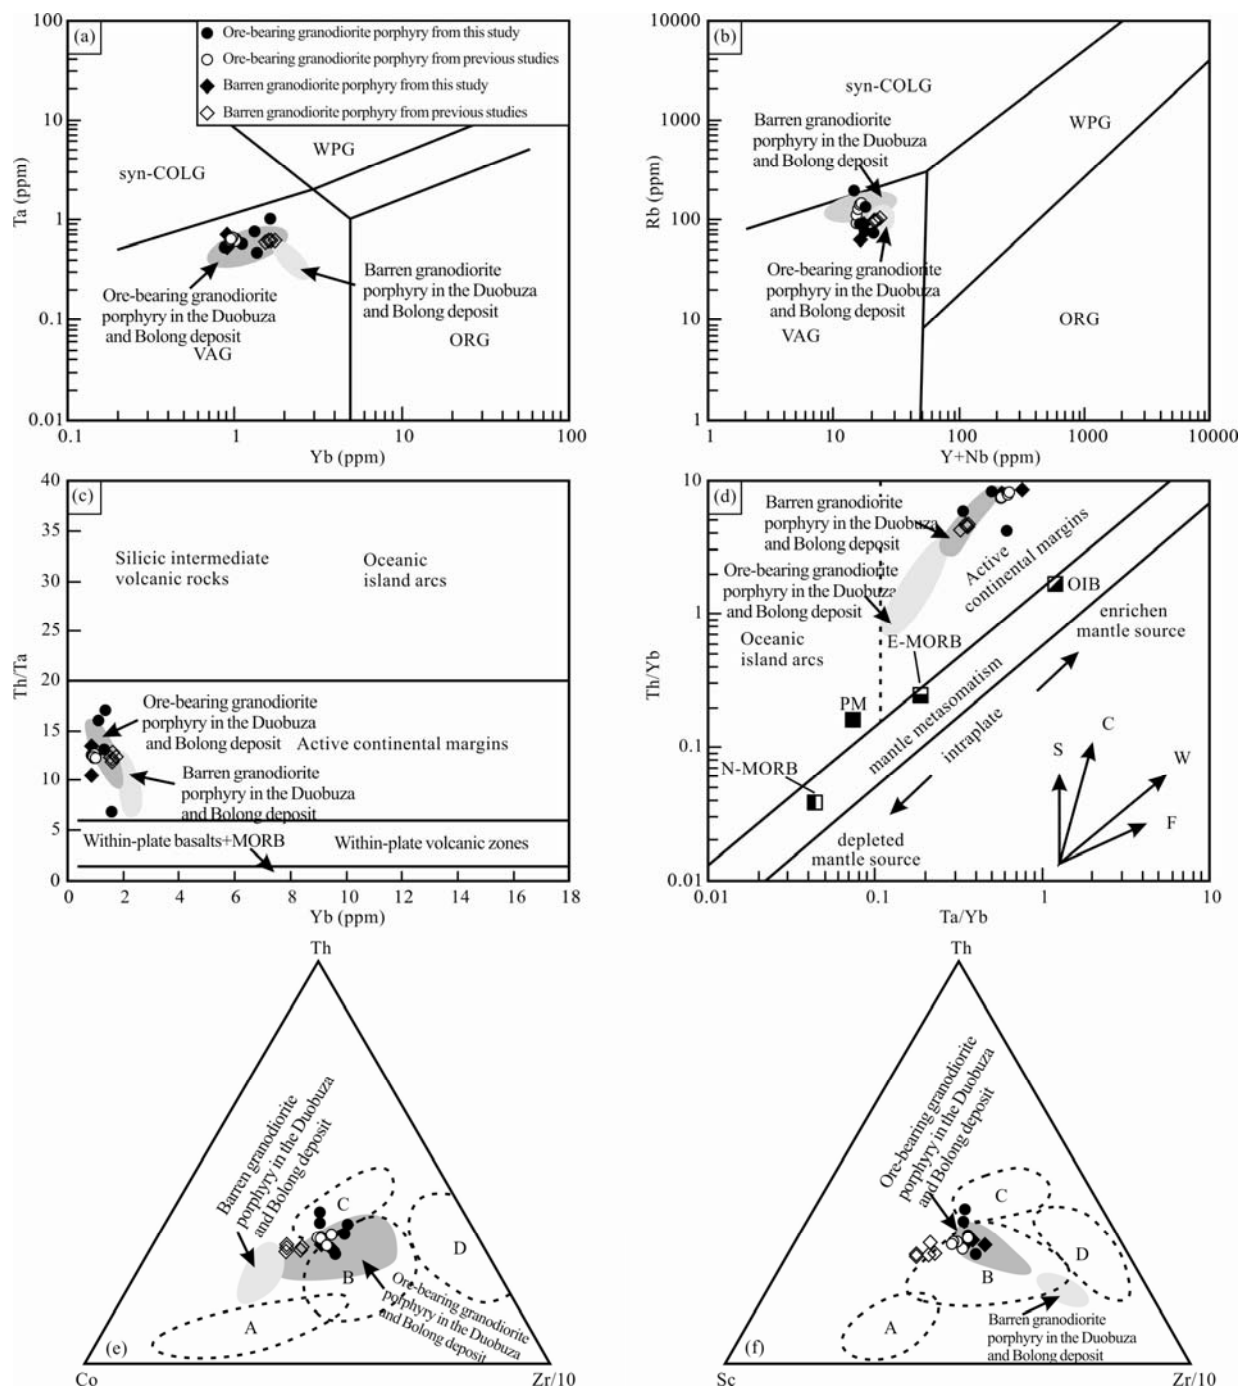 (a)
Ore-bearing granodiorite porphyry from this study
Ore-bearing granodiorite porphyry from previous studies
Barren granodiorite porphyry from this study
Barren granodiorite porphyry from previous studies
100
10
1
0.1
0.01
Ta (ppm)
syn-COLG
WPG
Barren granodiorite
porphyry in the Duobuza
and Bolong deposit
Ore-bearing granodiorite
porphyry in the Duobuza
and Bolong deposit
VAG
ORG
0.1
1
10
100
Yb (ppm)
(b)
10000
1000
100
10
1
Rb (ppm)
syn-COLG
WPG
Barren granodiorite
porphyry in the Duobuza
and Bolong deposit
Ore-bearing granodiorite
porphyry in the Duobuza
and Bolong deposit
VAG
ORG
1
10
100
1000
10000
Y+Nb (ppm)
(c)
40
35
30
25
20
15
10
5
0
Th/Ta
Silicic intermediate
volcanic rocks
Oceanic
island arcs
Ore-bearing granodiorite
porphyry in the Duobuza
and Bolong deposit
Active continental margins
Barren granodiorite
porphyry in the Duobuza
and Bolong deposit
Within-plate basalts+MORB
Within-plate volcanic zones
0
2
4
6
8
10
12
14
16
18
Yb (ppm)
(d)
10
1
0.1
0.01
Th/Yb
Barren granodiorite
porphyry in the Duobuza
and Bolong deposit
Ore-bearing granodiorite
porphyry in the Duobuza
and Bolong deposit
Active
continental margins
OIB
enrichen
mantle source
Oceanic
island arcs
E-MORB
PM
mantle metasomatism
intraplate
N-MORB
depleted
mantle source
S
C
W
F
0.01
0.1
1
10
Ta/Yb
Th
Barren granodiorite
porphyry in the Duobuza
and Bolong deposit
C
D
B
A
Ore-bearing granodiorite
porphyry in the Duobuza
and Bolong deposit
(e)
Co
Zr/10
Th
Ore-bearing granodiorite
porphyry in the Duobuza
and Bolong deposit
C
D
B
A
Barren granodiorite
porphyry in the Duobuza
and Bolong deposit
(f)
Sc
Zr/10